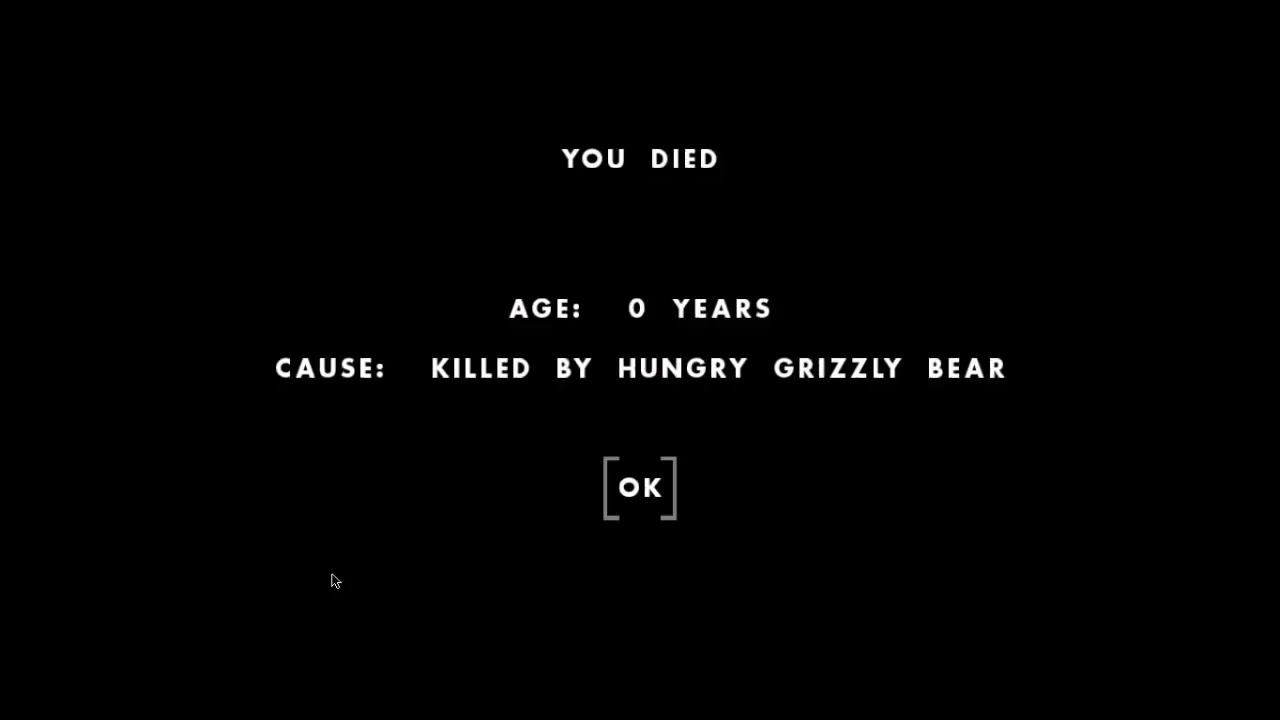 YOU DIED
AGE: 0 YEARS
CAUSE: KILLED BY HUNGRY GRIZZLY BEAR
[OK]